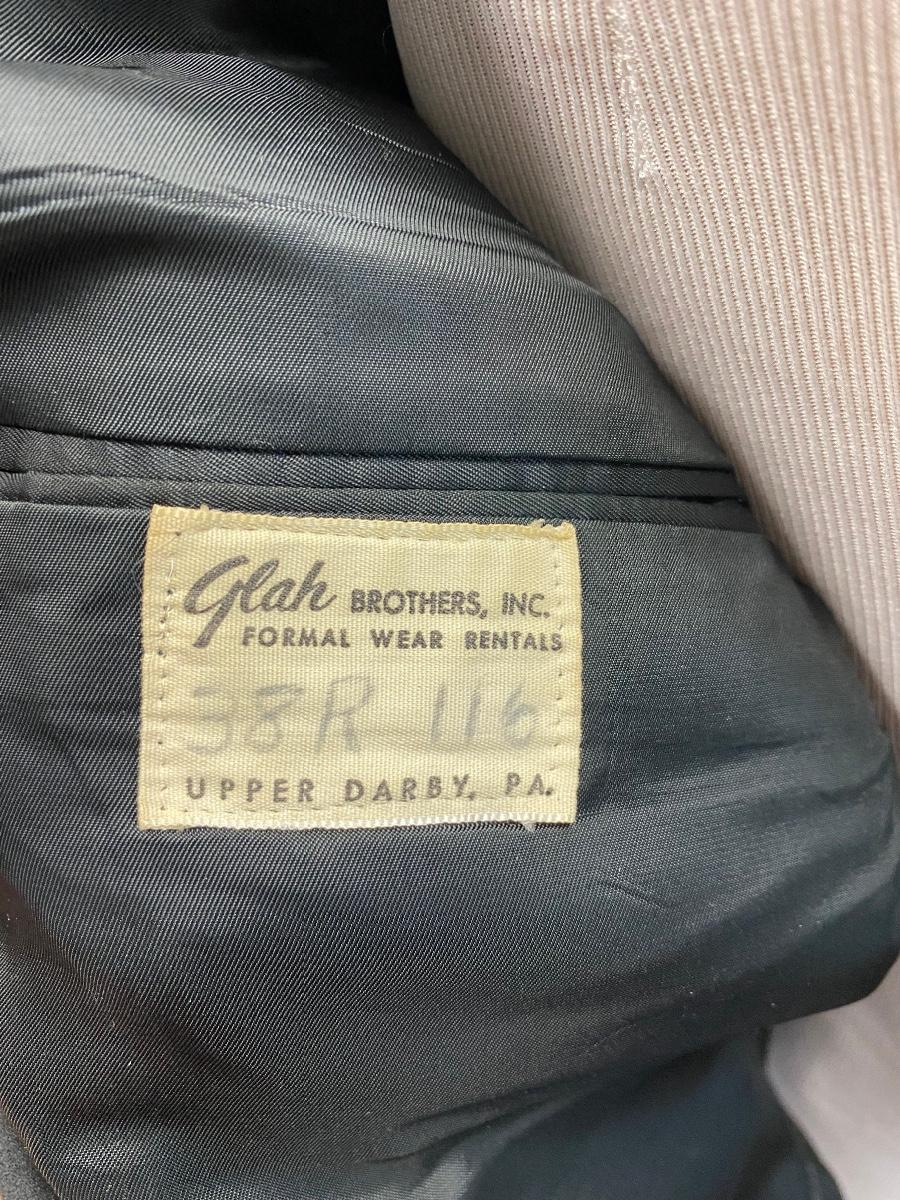 Glah BROTHERS, INC.
FORMAL WEAR RENTALS
38R 116
UPPER DARBY, PA.